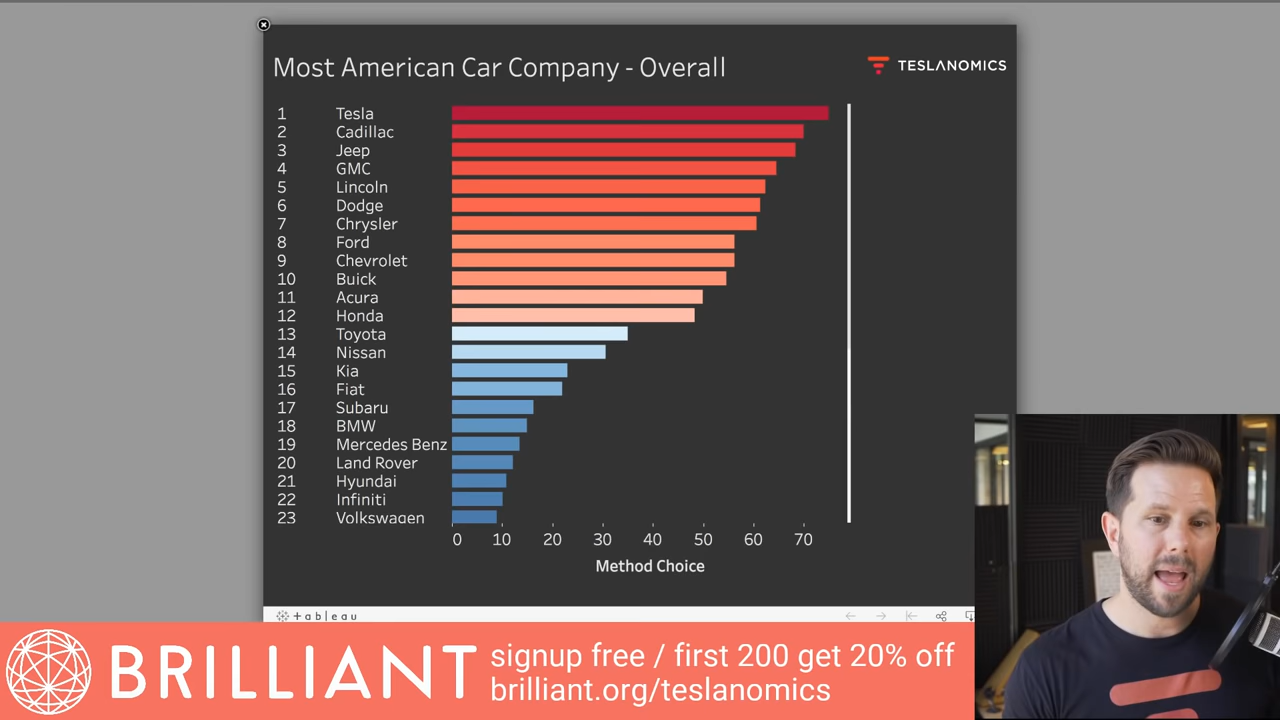 Most American Car Company - Overall
TESLANOMICS
1 Tesla
2 Cadillac
3 Jeep
4 GMC
5 Lincoln
6 Dodge
7 Chrysler
8 Ford
9 Chevrolet
10 Buick
11 Acura
12 Honda
13 Toyota
14 Nissan
15 Kia
16 Fiat
17 Subaru
18 BMW
19 Mercedes Benz
20 Land Rover
21 Hyundai
22 Infiniti
23 Volkswagen
0 10 20 30 40 50 60 70
Method Choice
+ableau
BRILLIANT
signup free / first 200 get 20% off
brilliant.org/teslanomics